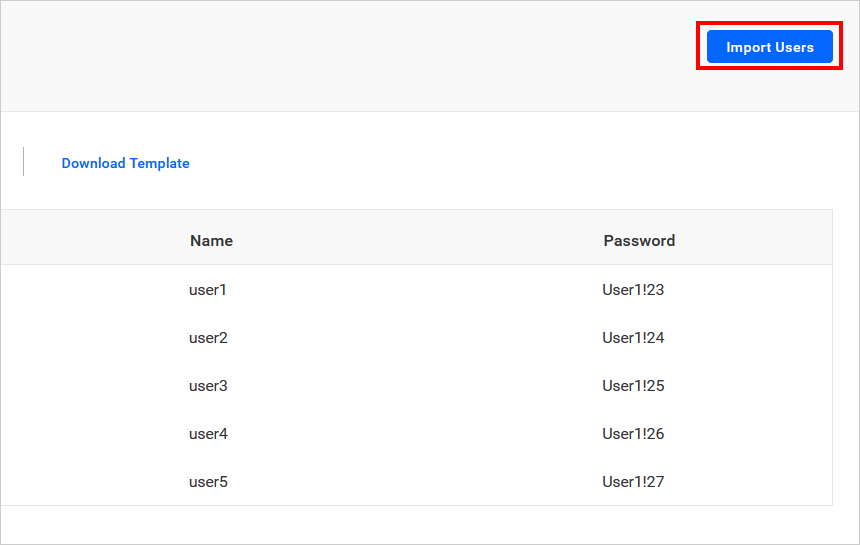 Import Users
Download Template
Name Password
user1 User1!23
user2 User1!24
user3 User1!25
user4 User1!26
user5 User1!27